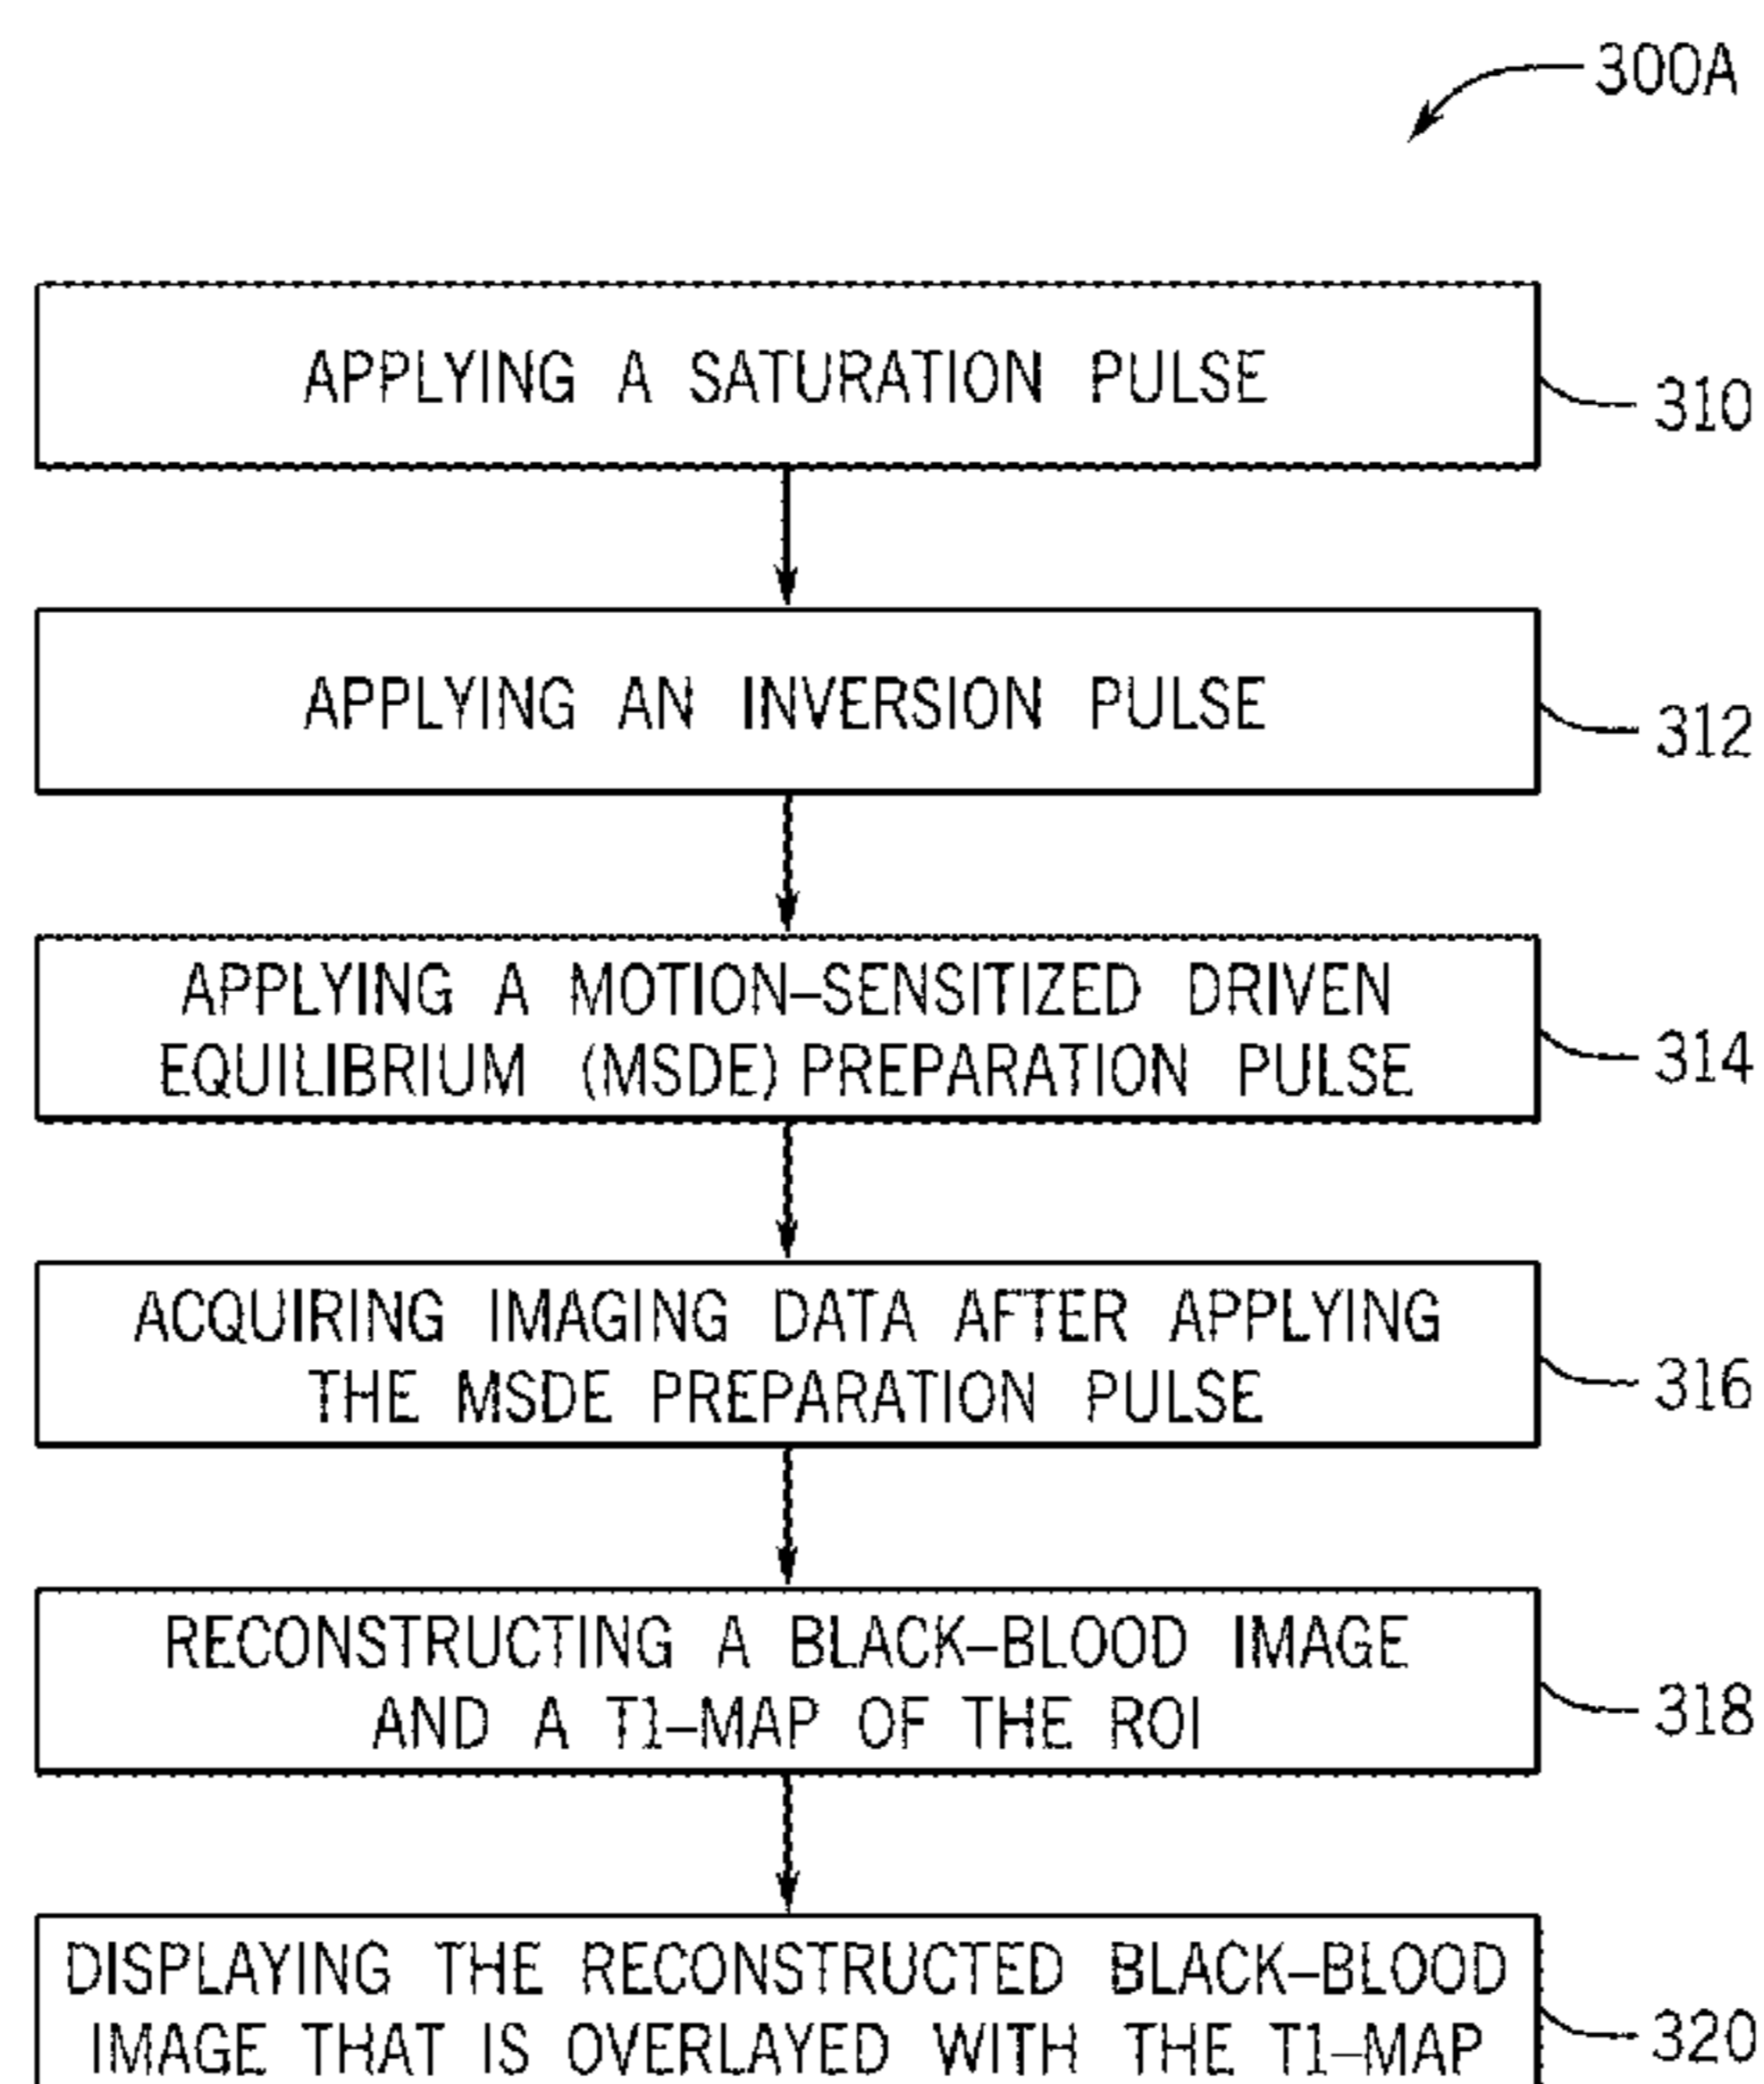 300A
APPLYING A SATURATION PULSE
310
APPLYING AN INVERSION PULSE
312
APPLYING A MOTION–SENSITIZED DRIVEN
EQUILIBRIUM (MSDE) PREPARATION PULSE
314
ACQUIRING IMAGING DATA AFTER APPLYING
THE MSDE PREPARATION PULSE
316
RECONSTRUCTING A BLACK–BLOOD IMAGE
AND A T1–MAP OF THE ROI
318
DISPLAYING THE RECONSTRUCTED BLACK–BLOOD
IMAGE THAT IS OVERLAYED WITH THE T1–MAP
320